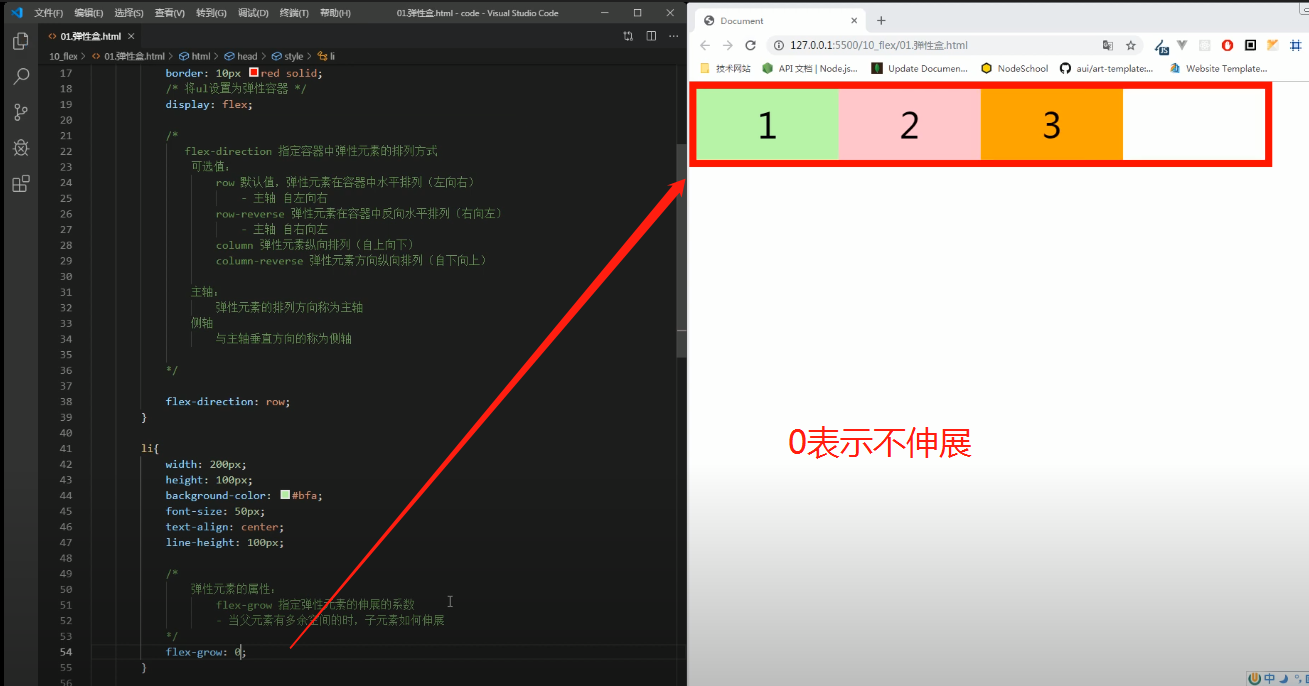 文件(F) 编辑(E) 选择(S) 查看(V) 转到(G) 调试(D) 终端(T) 帮助(H) 01.弹性盒.html - code - Visual Studio Code
01.弹性盒.html
10_flex > 01.弹性盒.html > html > head > style > li
17 border: 10px red solid;
18 /* 将ul设置为弹性容器 */
19 display: flex;
20
21 /*
22 flex-direction 指定容器中弹性元素的排列方式
23 可选值:
24 row 默认值，弹性元素在容器中水平排列（左向右）
25 - 主轴 自左向右
26 row-reverse 弹性元素在容器中反向水平排列（右向左）
27 - 主轴 自右向左
28 column 弹性元素纵向排列（自上向下）
29 column-reverse 弹性元素方向纵向排列（自下向上）
30
31 主轴:
32 弹性元素的排列方向称为主轴
33 侧轴
34 与主轴垂直方向的称为侧轴
35
36 */
37
38 flex-direction: row;
39 }
40
41 li{
42 width: 200px;
43 height: 100px;
44 background-color: #bfa;
45 font-size: 50px;
46 text-align: center;
47 line-height: 100px;
48
49 /*
50 弹性元素的属性:
51 flex-grow 指定弹性元素的伸展的系数
52 - 当父元素有多余空间的时，子元素如何伸展
53 */
54 flex-grow: 0;
55 }
56
Document
127.0.0.1:5500/10_flex/01.弹性盒.html
技术网站 API 文档 | Node.js... Update Documen... NodeSchool aui/art-template:... Website Template...
1 2 3
0表示不伸展
中